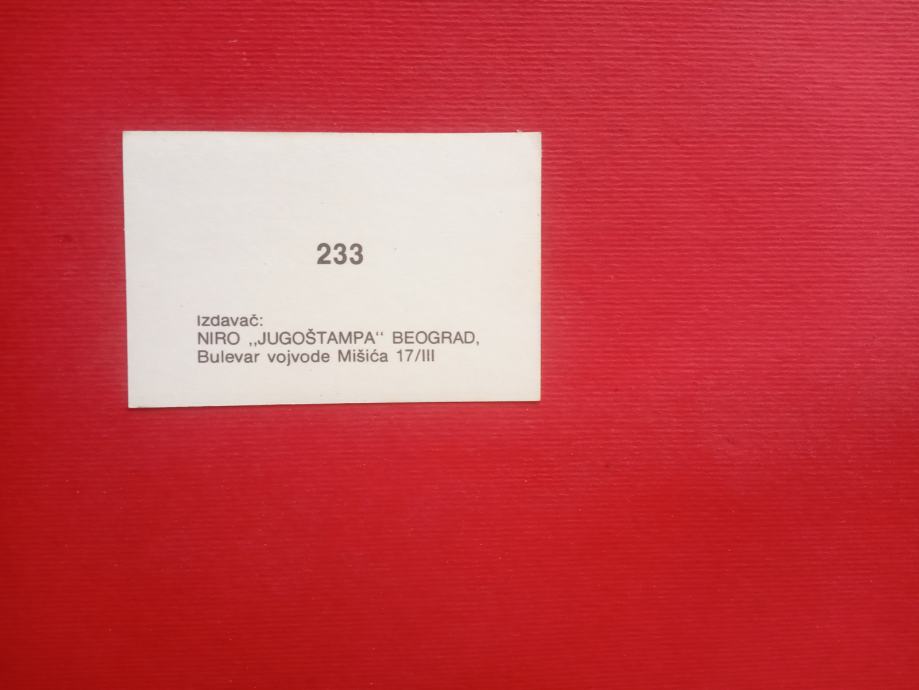 233
Izdavač:
NIRO „JUGOŠTAMPA“ BEOGRAD,
Bulevar vojvode Mišića 17/III